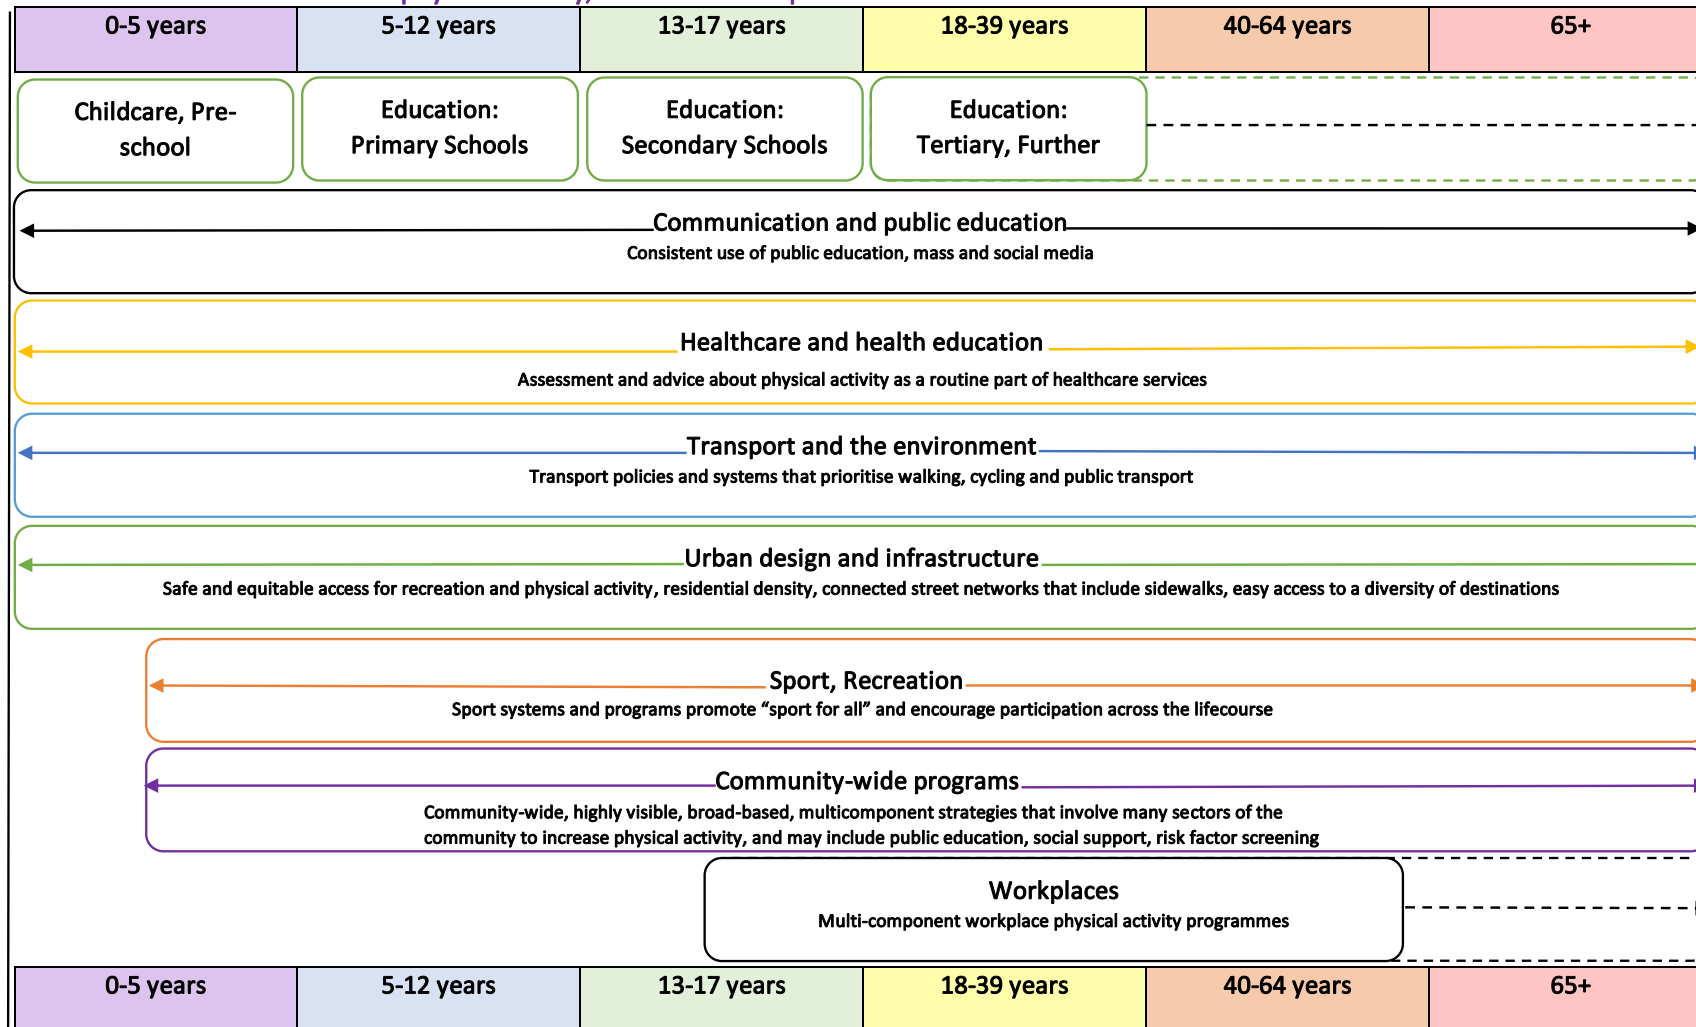 0-5 years 5-12 years 13-17 years 18-39 years 40-64 years 65+
Childcare, Pre-
school
Education:
Primary Schools
Education:
Secondary Schools
Education:
Tertiary, Further
Communication and public education
Consistent use of public education, mass and social media
Healthcare and health education
Assessment and advice about physical activity as a routine part of healthcare services
Transport and the environment
Transport policies and systems that prioritise walking, cycling and public transport
Urban design and infrastructure
Safe and equitable access for recreation and physical activity, residential density, connected street networks that include sidewalks, easy access to a diversity of destinations
Sport, Recreation
Sport systems and programs promote “sport for all” and encourage participation across the lifecourse
Community-wide programs
Community-wide, highly visible, broad-based, multicomponent strategies that involve many sectors of the
community to increase physical activity, and may include public education, social support, risk factor screening
Workplaces
Multi-component workplace physical activity programmes
0-5 years 5-12 years 13-17 years 18-39 years 40-64 years 65+